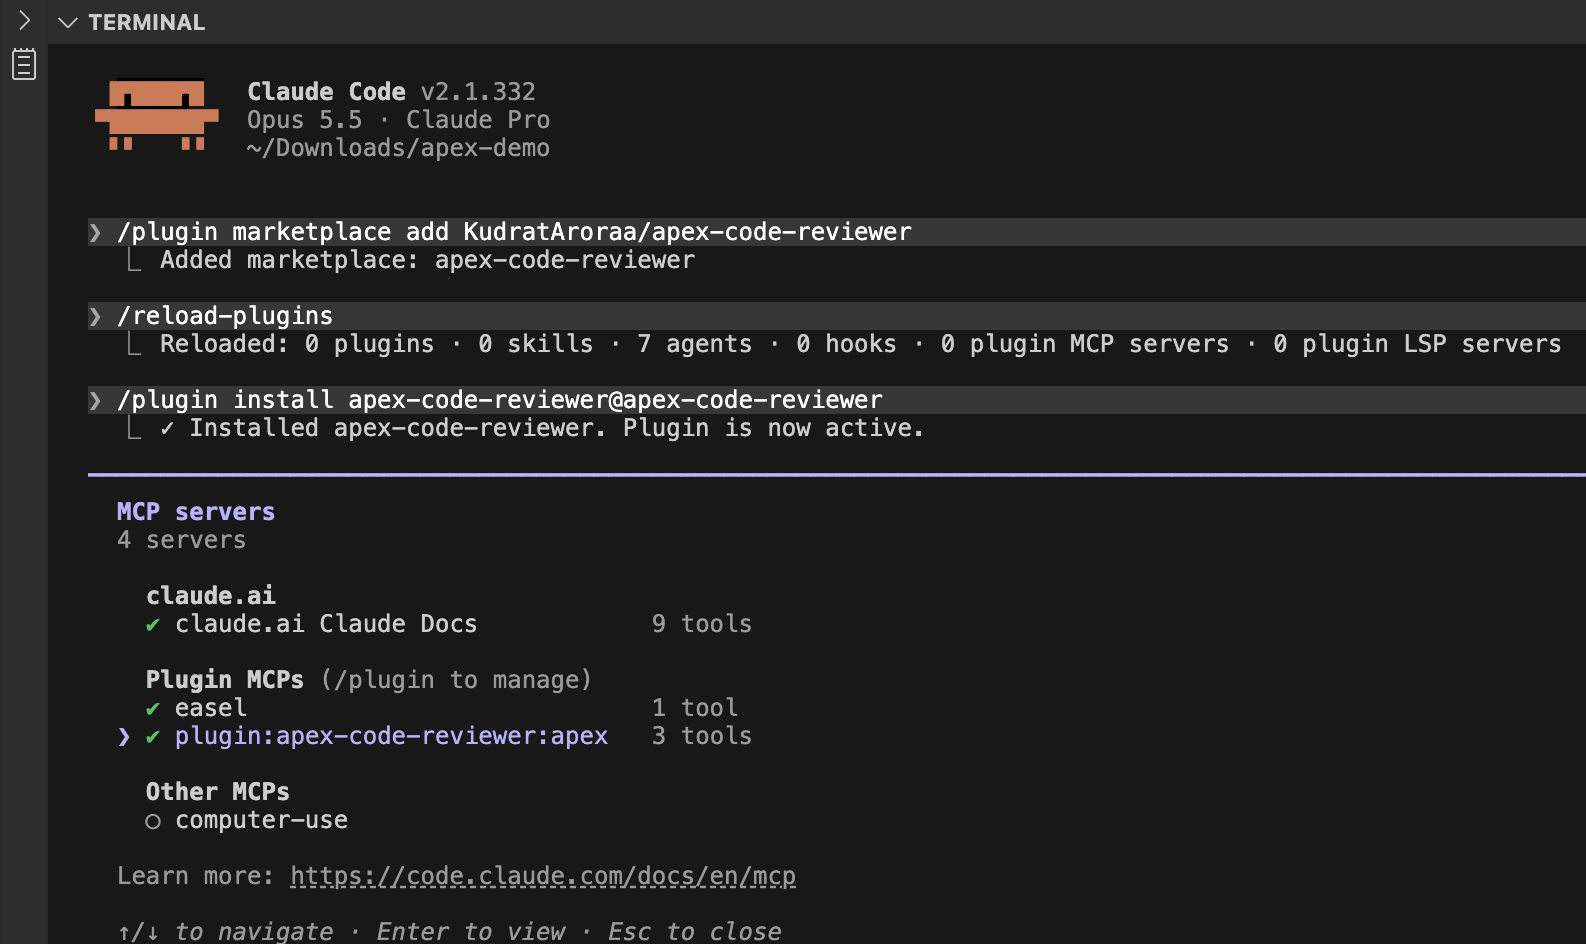 TERMINAL
Claude Code v2.1.332
Opus 5.5 · Claude Pro
~/Downloads/apex-demo
❯ /plugin marketplace add KudratAroraa/apex-code-reviewer
⎿ Added marketplace: apex-code-reviewer
❯ /reload-plugins
⎿ Reloaded: 0 plugins · 0 skills · 7 agents · 0 hooks · 0 plugin MCP servers · 0 plugin LSP servers
❯ /plugin install apex-code-reviewer@apex-code-reviewer
⎿ ✓ Installed apex-code-reviewer. Plugin is now active.
MCP servers
4 servers
claude.ai
✔ claude.ai Claude Docs 9 tools
Plugin MCPs (/plugin to manage)
✔ easel 1 tool
❯ ✔ plugin:apex-code-reviewer:apex 3 tools
Other MCPs
○ computer-use
Learn more: https://code.claude.com/docs/en/mcp
↑/↓ to navigate · Enter to view · Esc to close